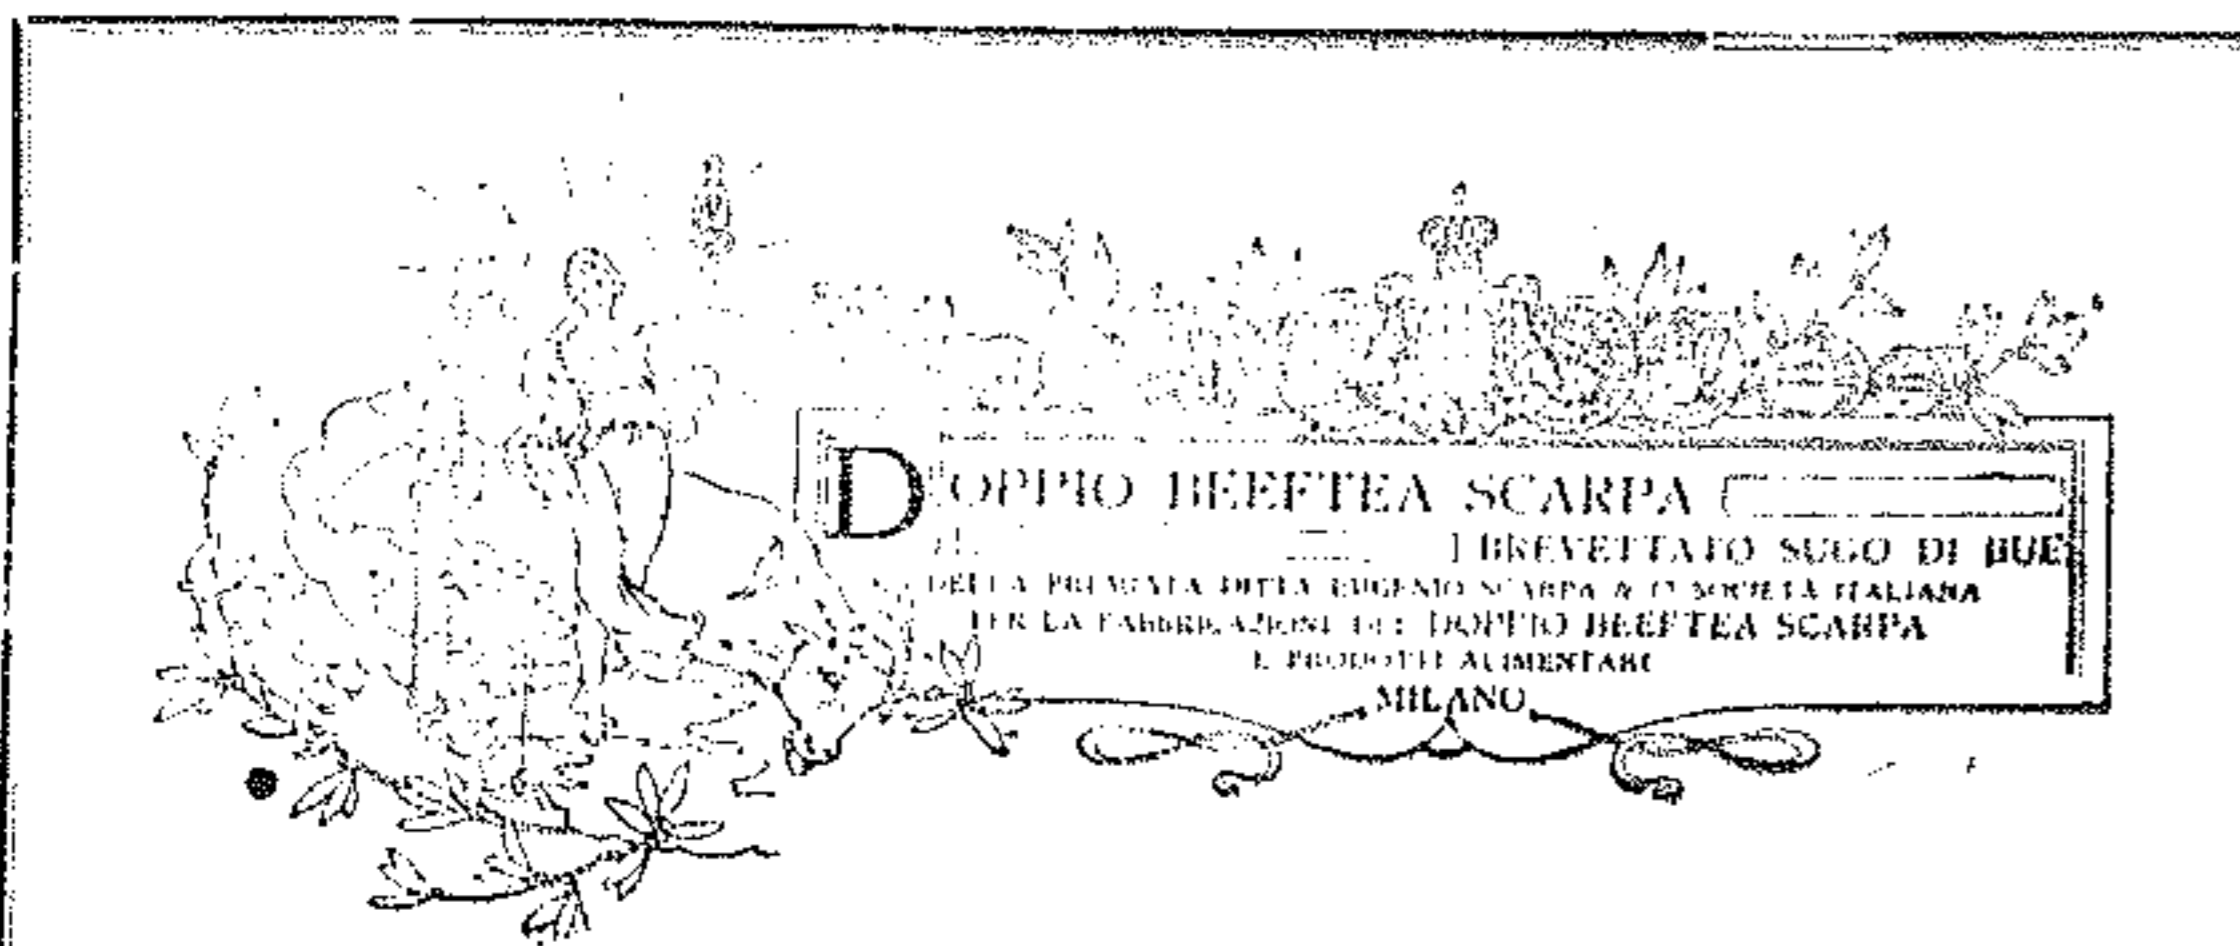 DOPPIO BEEFTEA SCARPA
BREVETTATO SUGO DI BUE
DELLA PREMIATA DITTA EUGENIO SCARPA & Cº SOCIETÀ ITALIANA
PER LA FABBRICAZIONE DEL DOPPIO BEEFTEA SCARPA
E PRODOTTI ALIMENTARI
MILANO